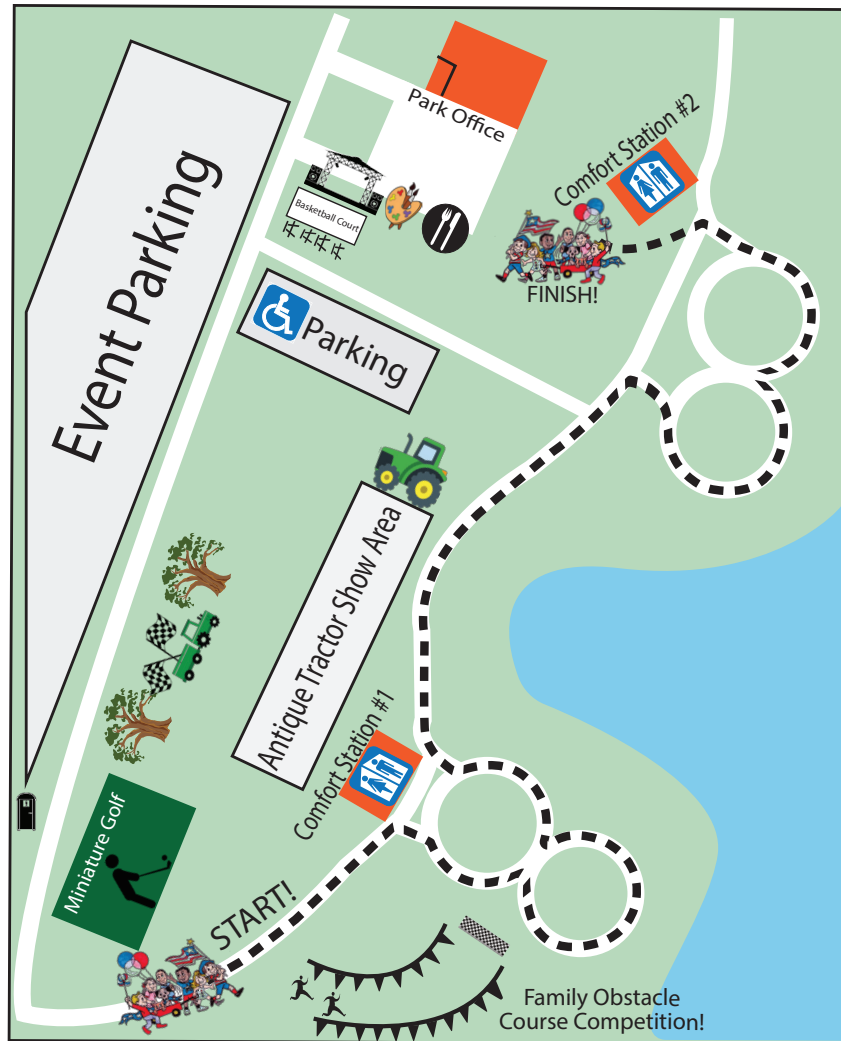 Park Office
Comfort Station #2
Event Parking
Basketball Court
FINISH!
Parking
Antique Tractor Show Area
Comfort Station #1
Miniature Golf
START!
Family Obstacle
Course Competition!